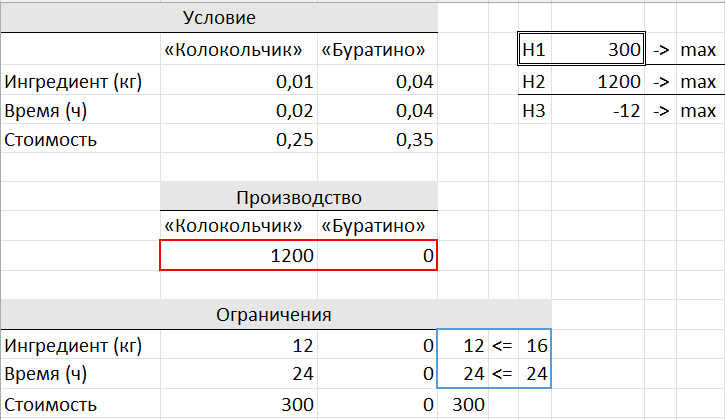 Условие
«Колокольчик» «Буратино» H1 300 -> max
Ингредиент (кг) 0,01 0,04 H2 1200 -> max
Время (ч) 0,02 0,04 H3 -12 -> max
Стоимость 0,25 0,35
Производство
«Колокольчик» «Буратино»
1200 0
Ограничения
Ингредиент (кг) 12 0 12 <= 16
Время (ч) 24 0 24 <= 24
Стоимость 300 0 300